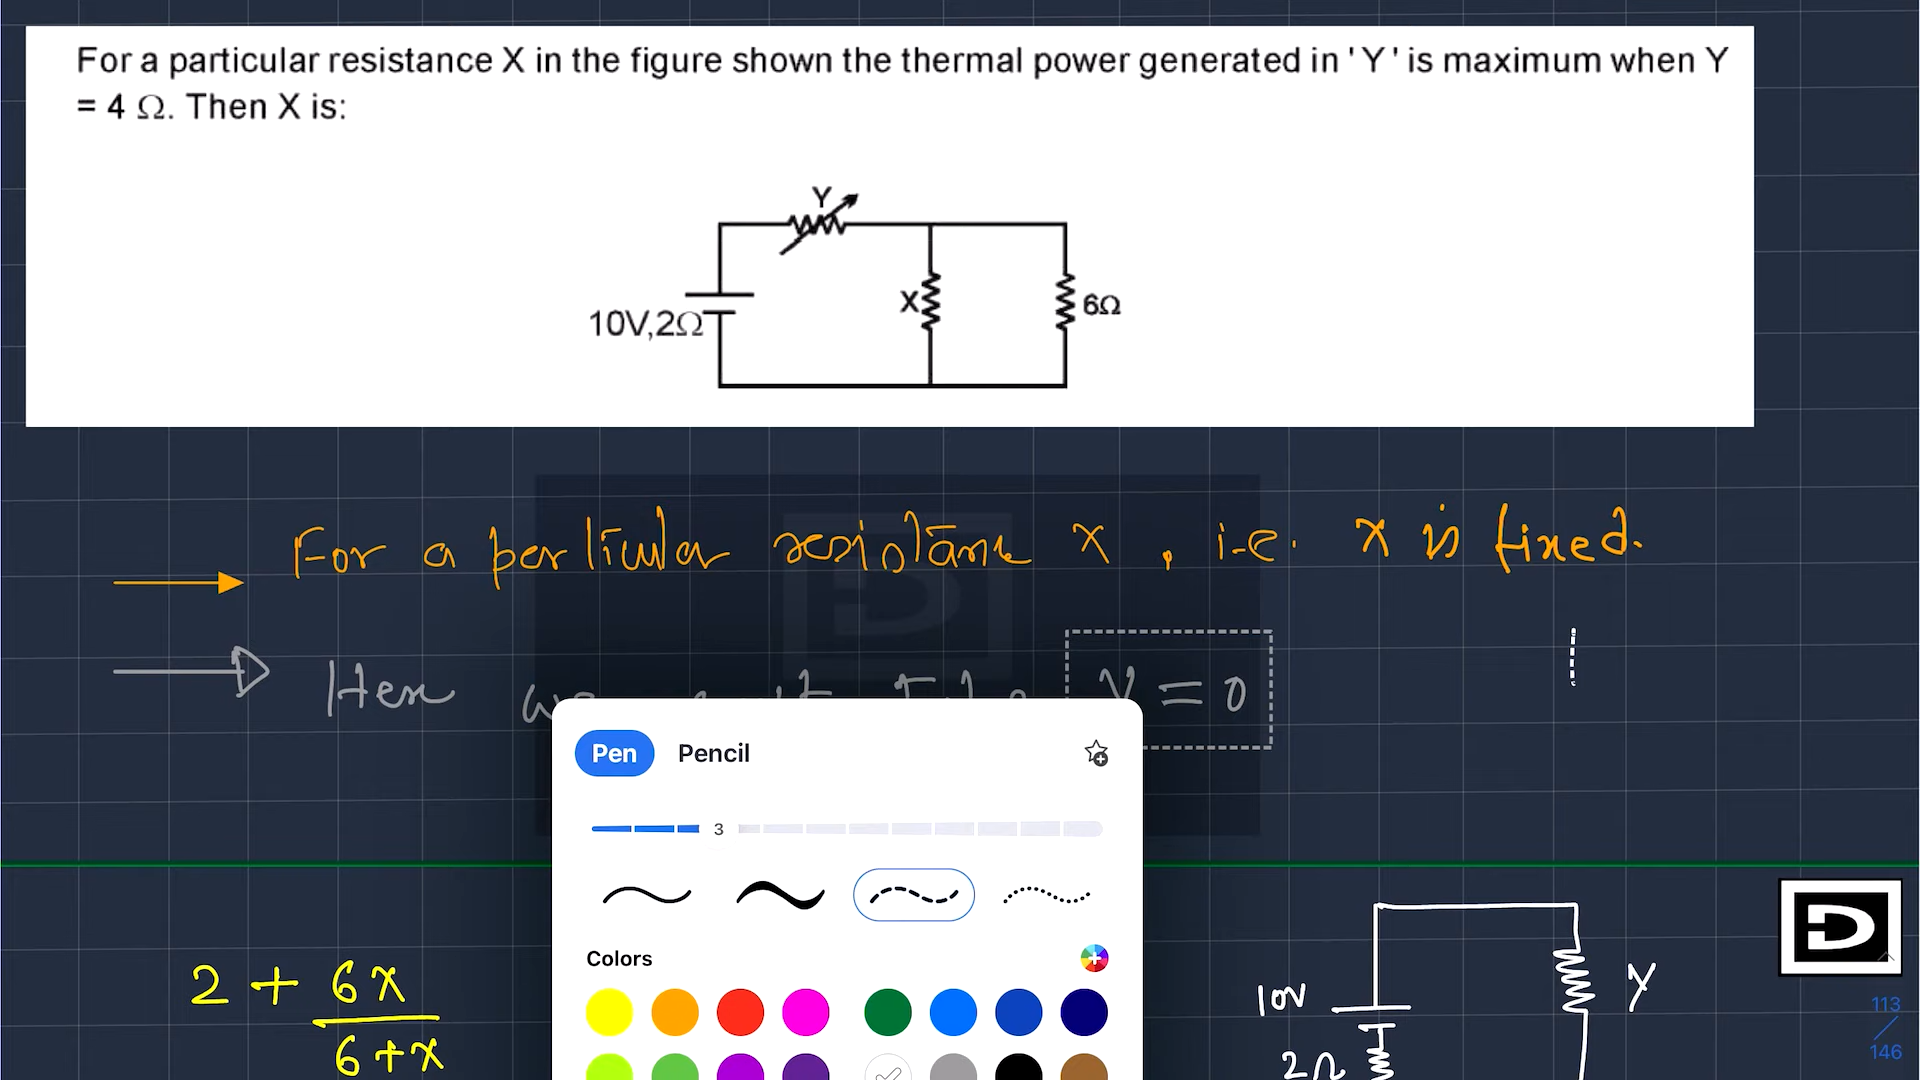 For a particular resistance X in the figure shown the thermal power generated in 'Y' is maximum when Y
= 4 Ω. Then X is:
Y
X
6Ω
10V,2Ω
For a particular resistance X, i.e. X is fixed.
Here
Y = 0
Pen
Pencil
3
Colors
2 + 6X
6+X
10V
Y
2Ω
D
113
146